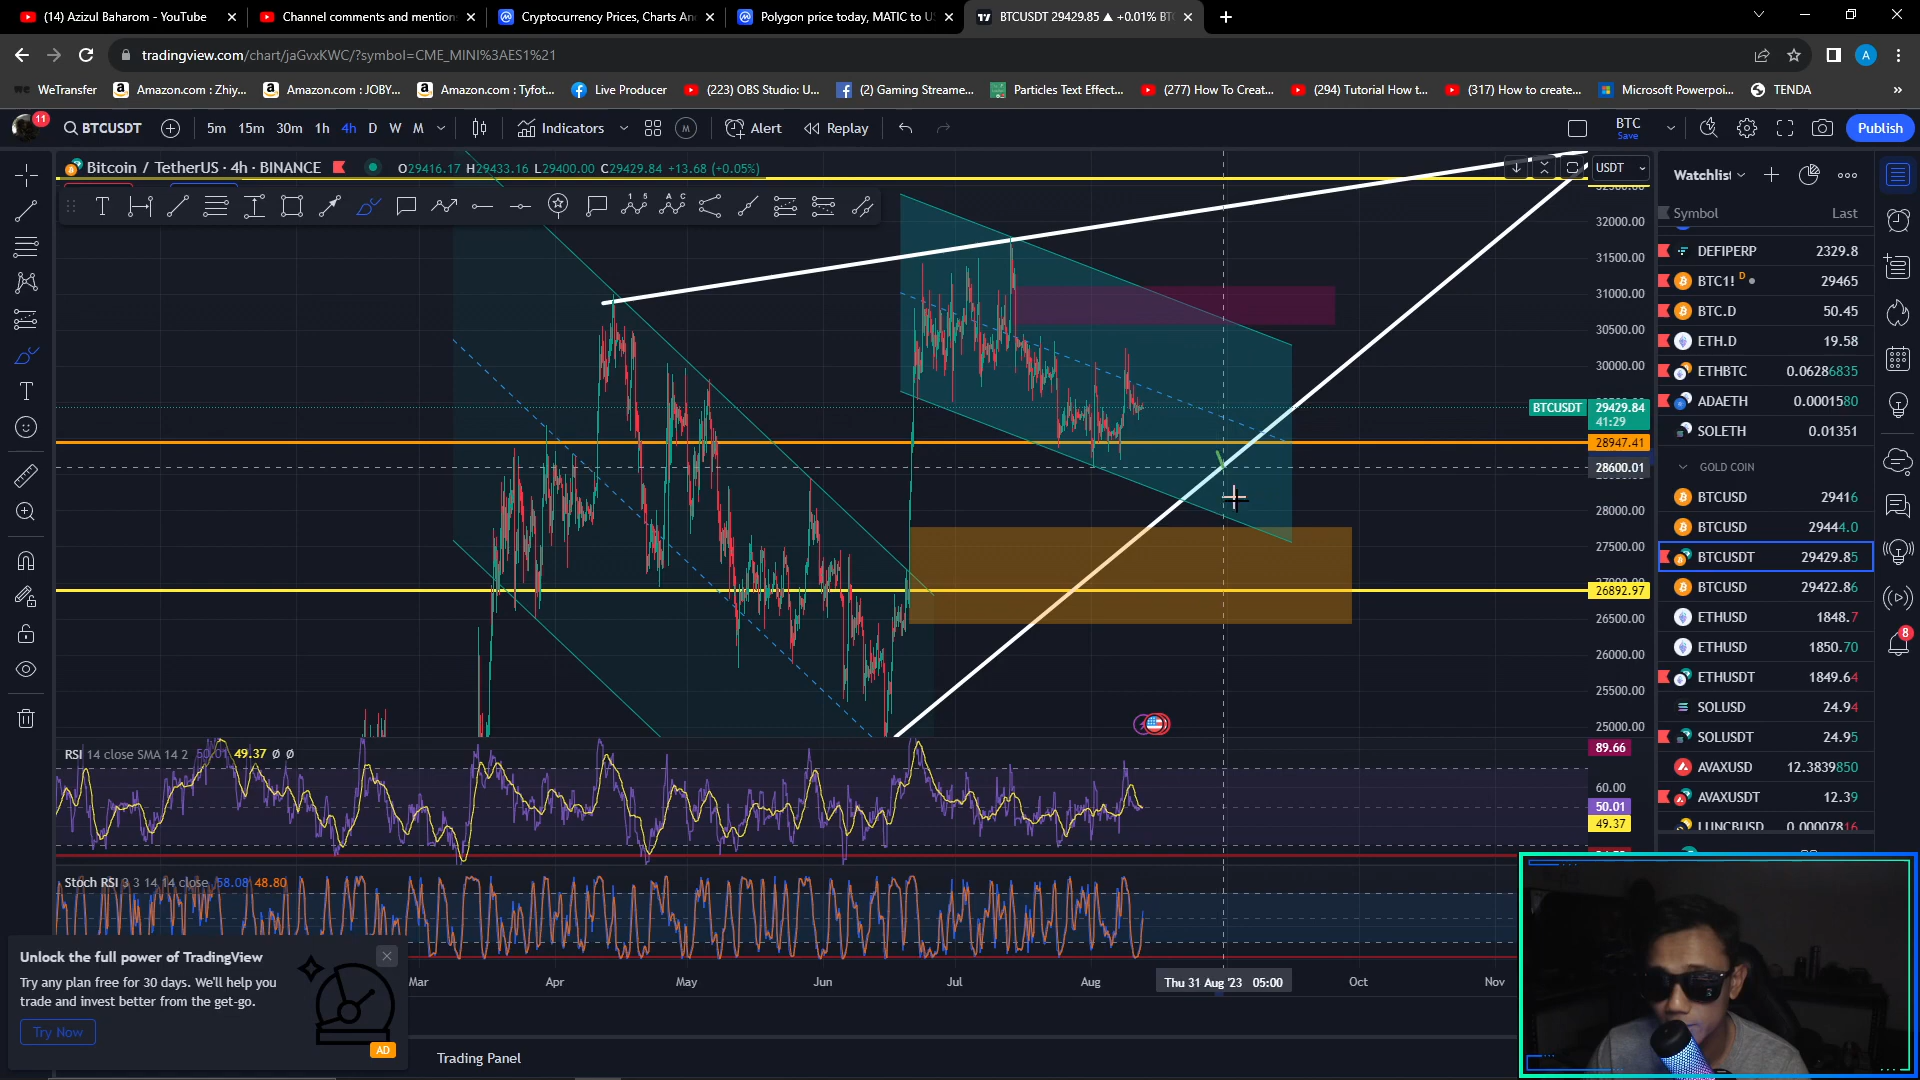 (14) Azizul Baharom - YouTube
Channel comments and mention
Cryptocurrency Prices, Charts An
Polygon price today, MATIC to U
BTCUSDT 29429.85 ▲ +0.01% BT
tradingview.com/chart/jaGvxKWC/?symbol=CME_MINI%3AES1%21
WeTransfer
Amazon.com : Zhiy...
Amazon.com : JOBY...
Amazon.com : Tyfot...
Live Producer
(223) OBS Studio: U...
(2) Gaming Streame...
Particles Text Effect...
(277) How To Creat...
(294) Tutorial How t...
(317) How to create...
Microsoft Powerpoi...
TENDA
11
BTCUSDT
5m 15m 30m 1h 4h D W M
Indicators
Alert
Replay
BTC
Save
Publish
Bitcoin / TetherUS · 4h · BINANCE
O29416.17 H29433.16 L29400.00 C29429.84 +13.68 (+0.05%)
USDT
32000.00
31500.00
31000.00
30500.00
30000.00
BTCUSDT 29429.84
41:29
28947.41
28600.01
28000.00
27500.00
26892.97
26500.00
26000.00
25500.00
25000.00
Watchlist
Symbol Last
DEFIPERP 2329.8
BTC1! D 29465
BTC.D 50.45
ETH.D 19.58
ETHBTC 0.06286835
ADAETH 0.0001580
SOLETH 0.01351
GOLD COIN
BTCUSD 29416
BTCUSD 29444.0
BTCUSDT 29429.85
BTCUSD 29422.86
ETHUSD 1848.7
ETHUSD 1850.70
ETHUSDT 1849.64
SOLUSD 24.94
SOLUSDT 24.95
AVAXUSD 12.3839850
AVAXUSDT 12.39
LUNCBUSD 0.00007816
8
RSI 14 close SMA 14 2 50.01 49.37 Ø Ø
89.66
60.00
50.01
49.37
Stoch RSI 3 3 14 14 close 58.08 48.80
Mar
Apr
May
Jun
Jul
Aug
Thu 31 Aug '23 05:00
Oct
Nov
Unlock the full power of TradingView
Try any plan free for 30 days. We'll help you
trade and invest better from the get-go.
Try Now
AD
Trading Panel